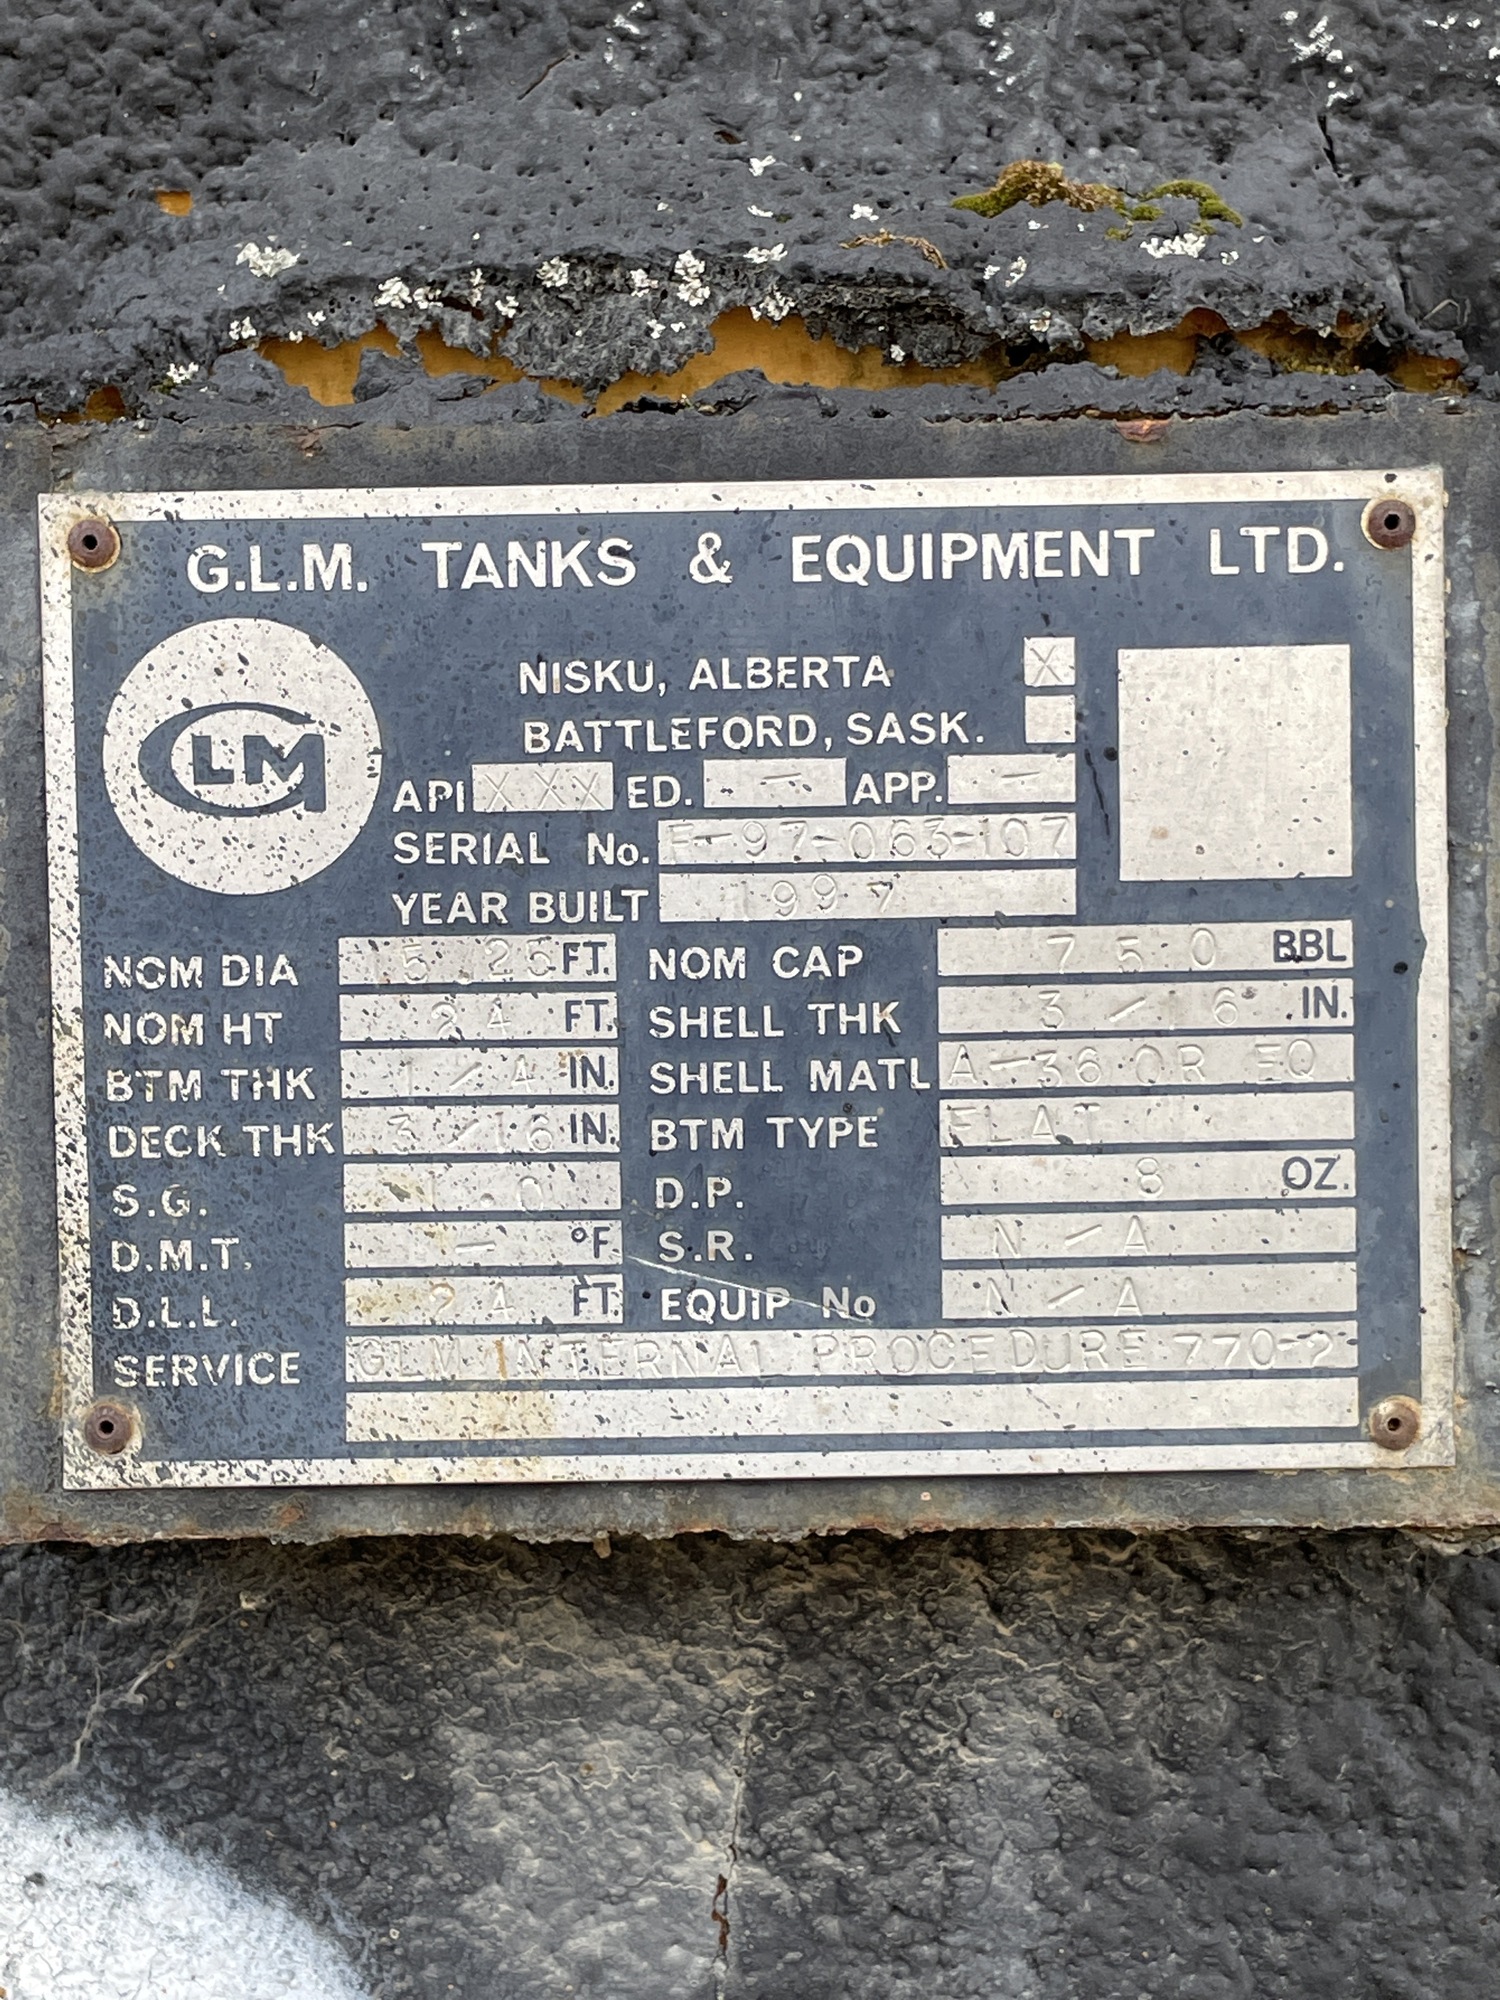 G.L.M. TANKS & EQUIPMENT LTD.
GLM
NISKU, ALBERTA X
BATTLEFORD, SASK.
API XXX ED. - APP. -
SERIAL No. F-97-063-107
YEAR BUILT 1997
NOM DIA 15.25 FT. NOM CAP 750 BBL
NOM HT 24 FT. SHELL THK 3/16 IN.
BTM THK 1/4 IN. SHELL MATL A-36 OR EQ
DECK THK 3/16 IN. BTM TYPE FLAT
S.G. 1.0 D.P. 8 OZ.
D.M.T. - °F. S.R. N-A
D.L.L. 24 FT. EQUIP No N-A
SERVICE GLM INTERNAL PROCEDURE 770-2